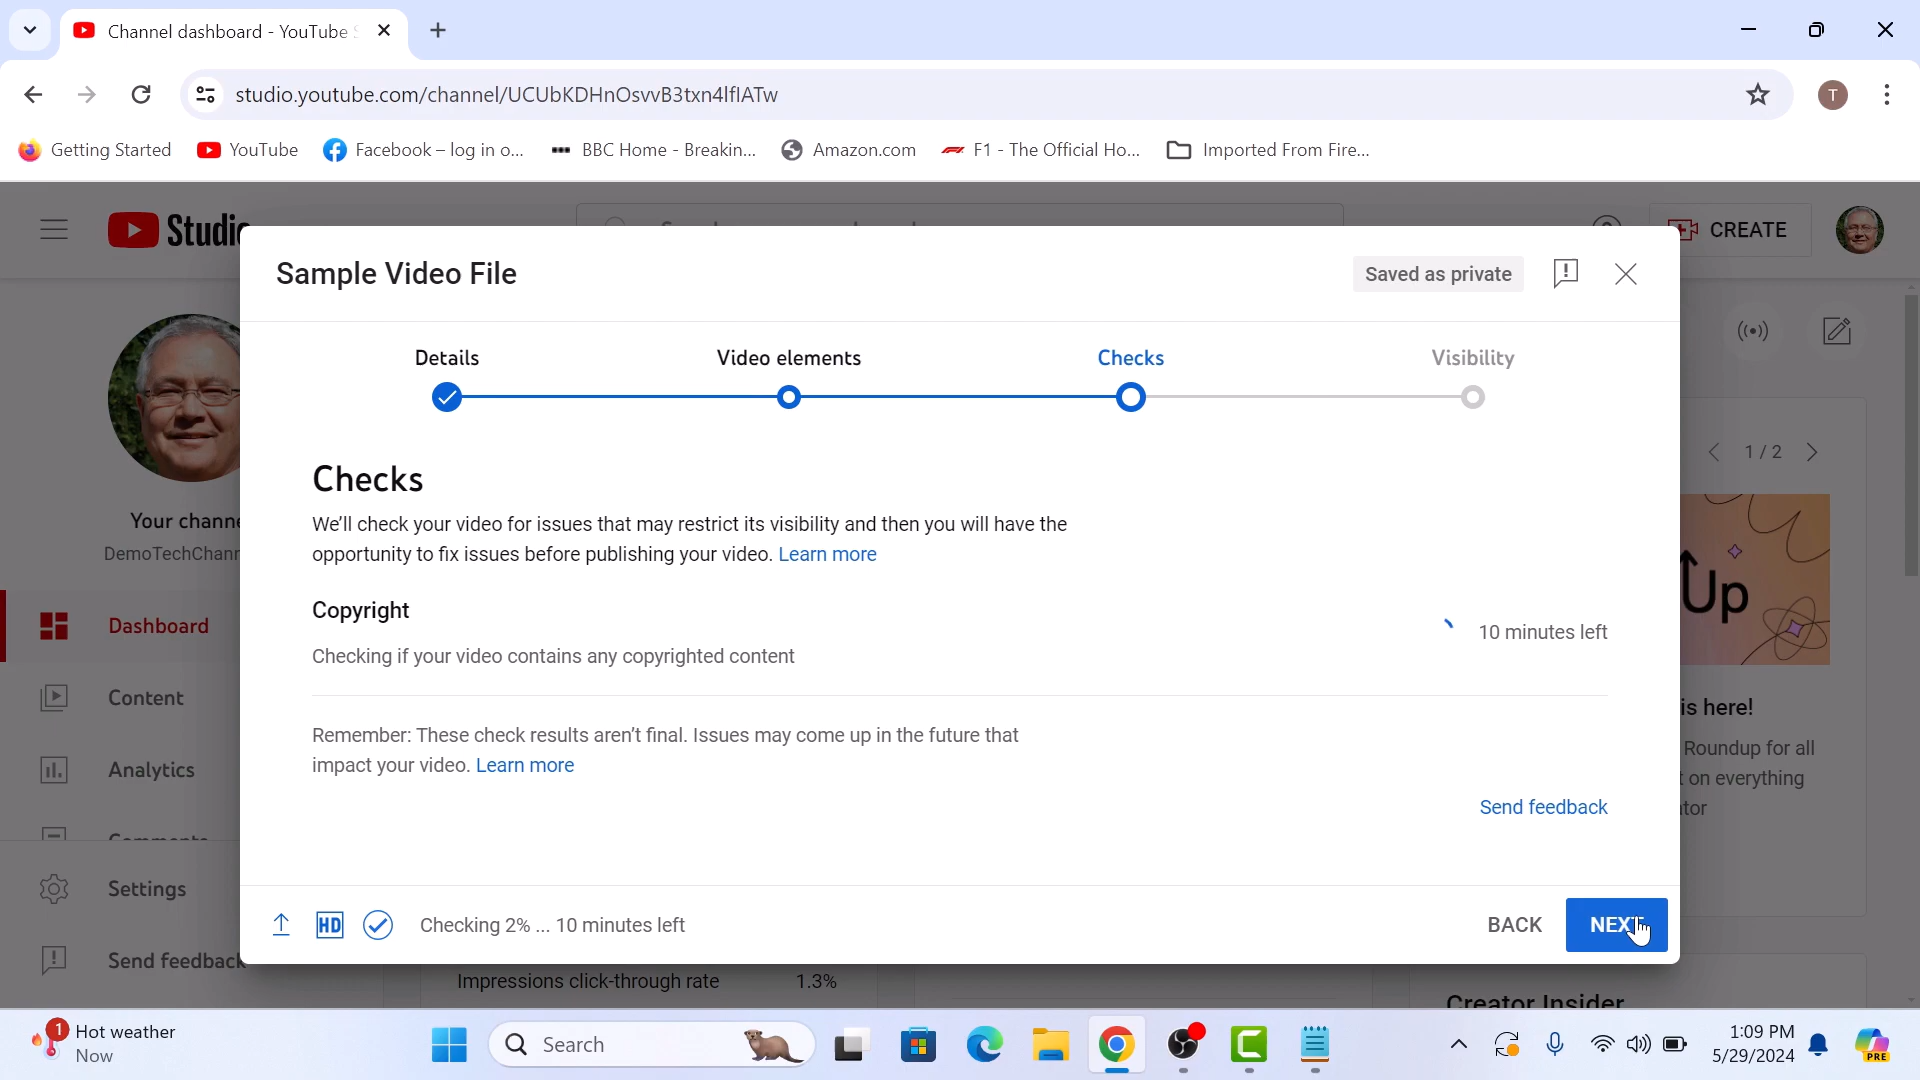 Channel dashboard - YouTube
studio.youtube.com/channel/UCUbKDHnOsvvB3txn4lflATw
T
Getting Started
YouTube
Facebook – log in o...
BBC Home - Breakin...
Amazon.com
F1 - The Official Ho...
Imported From Fire...
Studio
CREATE
Sample Video File
Saved as private
Details
Video elements
Checks
Visibility
1 / 2
Checks
We'll check your video for issues that may restrict its visibility and then you will have the
opportunity to fix issues before publishing your video. Learn more
Your channe
DemoTechChann
Copyright
10 minutes left
Checking if your video contains any copyrighted content
Up
Dashboard
Content
is here!
Remember: These check results aren't final. Issues may come up in the future that
impact your video. Learn more
Roundup for all
on everything
Analytics
Send feedback
Comments
Settings
HD
Checking 2% ... 10 minutes left
BACK
NEXT
Send feedback
Impressions click-through rate
1.3%
Creator Insider
1
Hot weather
Now
Search
1:09 PM
5/29/2024
PRE